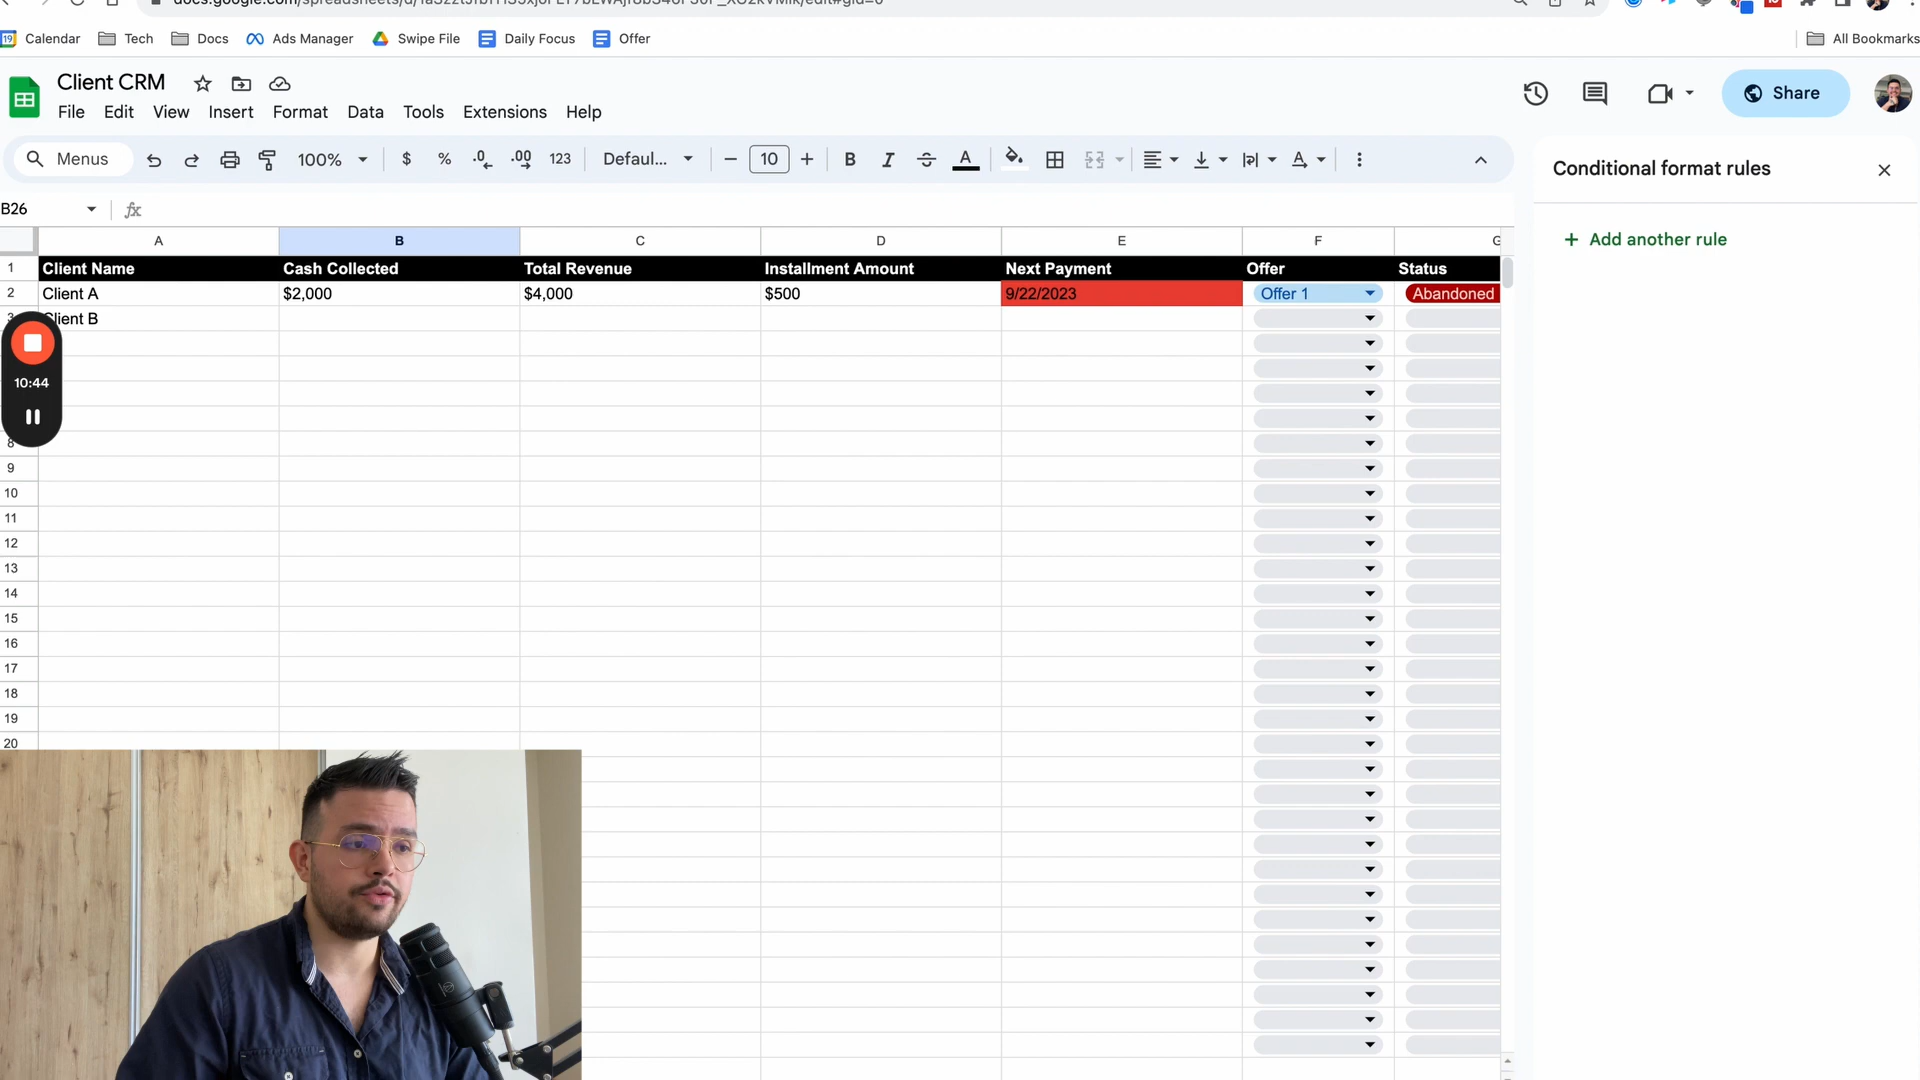 Calendar Tech Docs Ads Manager Swipe File Daily Focus Offer All Bookmarks
Client CRM
File Edit View Insert Format Data Tools Extensions Help
Share
Menus 100% $ % .0 .00 123 Defaul... 10 B I A
Conditional format rules
B26 fx
Add another rule
A B C D E F
1 Client Name Cash Collected Total Revenue Installment Amount Next Payment Offer Status
2 Client A $2,000 $4,000 $500 9/22/2023 Offer 1 Abandoned
Client B
10:44
8
9
10
11
12
13
14
15
16
17
18
19
20